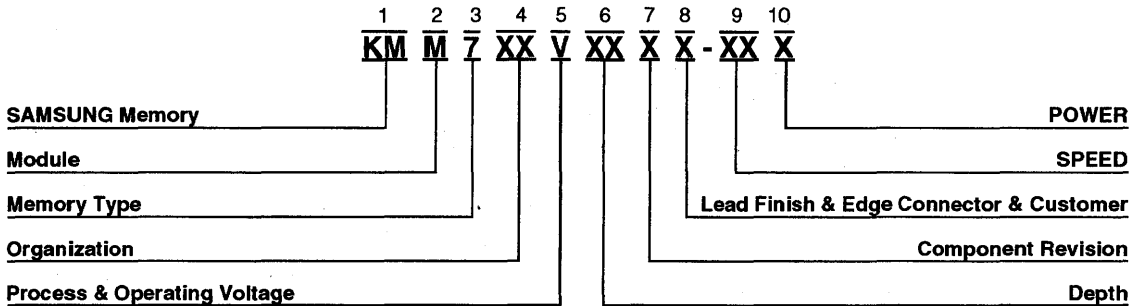 1 2 3 4 5 6 7 8 9 10
KM M 7 XX V XX X X - XX X
SAMSUNG Memory
POWER
Module
SPEED
Memory Type
Lead Finish & Edge Connector & Customer
Organization
Component Revision
Process & Operating Voltage
Depth